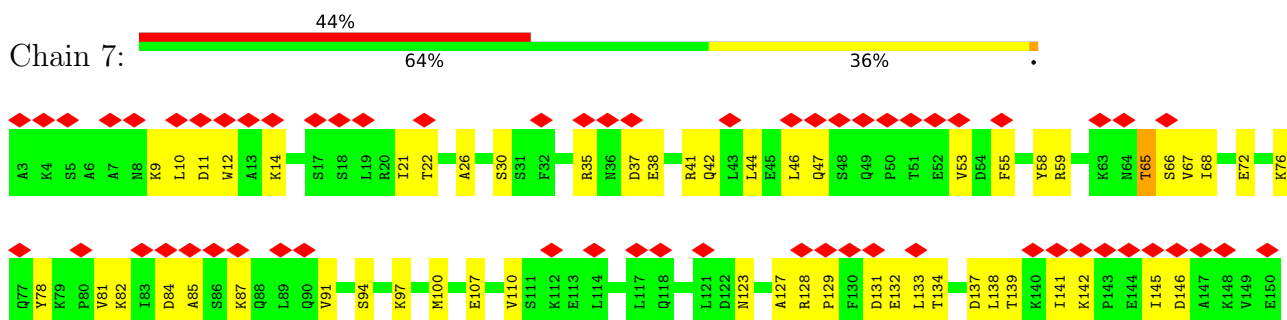 44%
Chain 7:
64% 36% •
A3 K4 S5 A6 A7 N8 K9 L10 D11 W12 A13 K14 S17 S18 L19 R20 I21 T22 A26 S30 S31 F32 R35 N36 D37 E38 R41 Q42 L43 L44 E45 L46 Q47 S48 Q49 P50 T51 E52 V53 D54 F55 Y58 R59 K63 N64 T65 S66 V67 I68 E72 K76
Q77 Y78 K79 P80 V81 K82 I83 D84 A85 S86 K87 Q88 L89 Q90 V91 S94 K97 M100 E107 V110 S111 K112 E113 L114 L117 Q118 L121 D122 N123 A127 R128 P129 F130 D131 E132 L133 T134 D137 L138 T139 K140 I141 K142 P143 E144 I145 D146 A147 K148 V149 E150